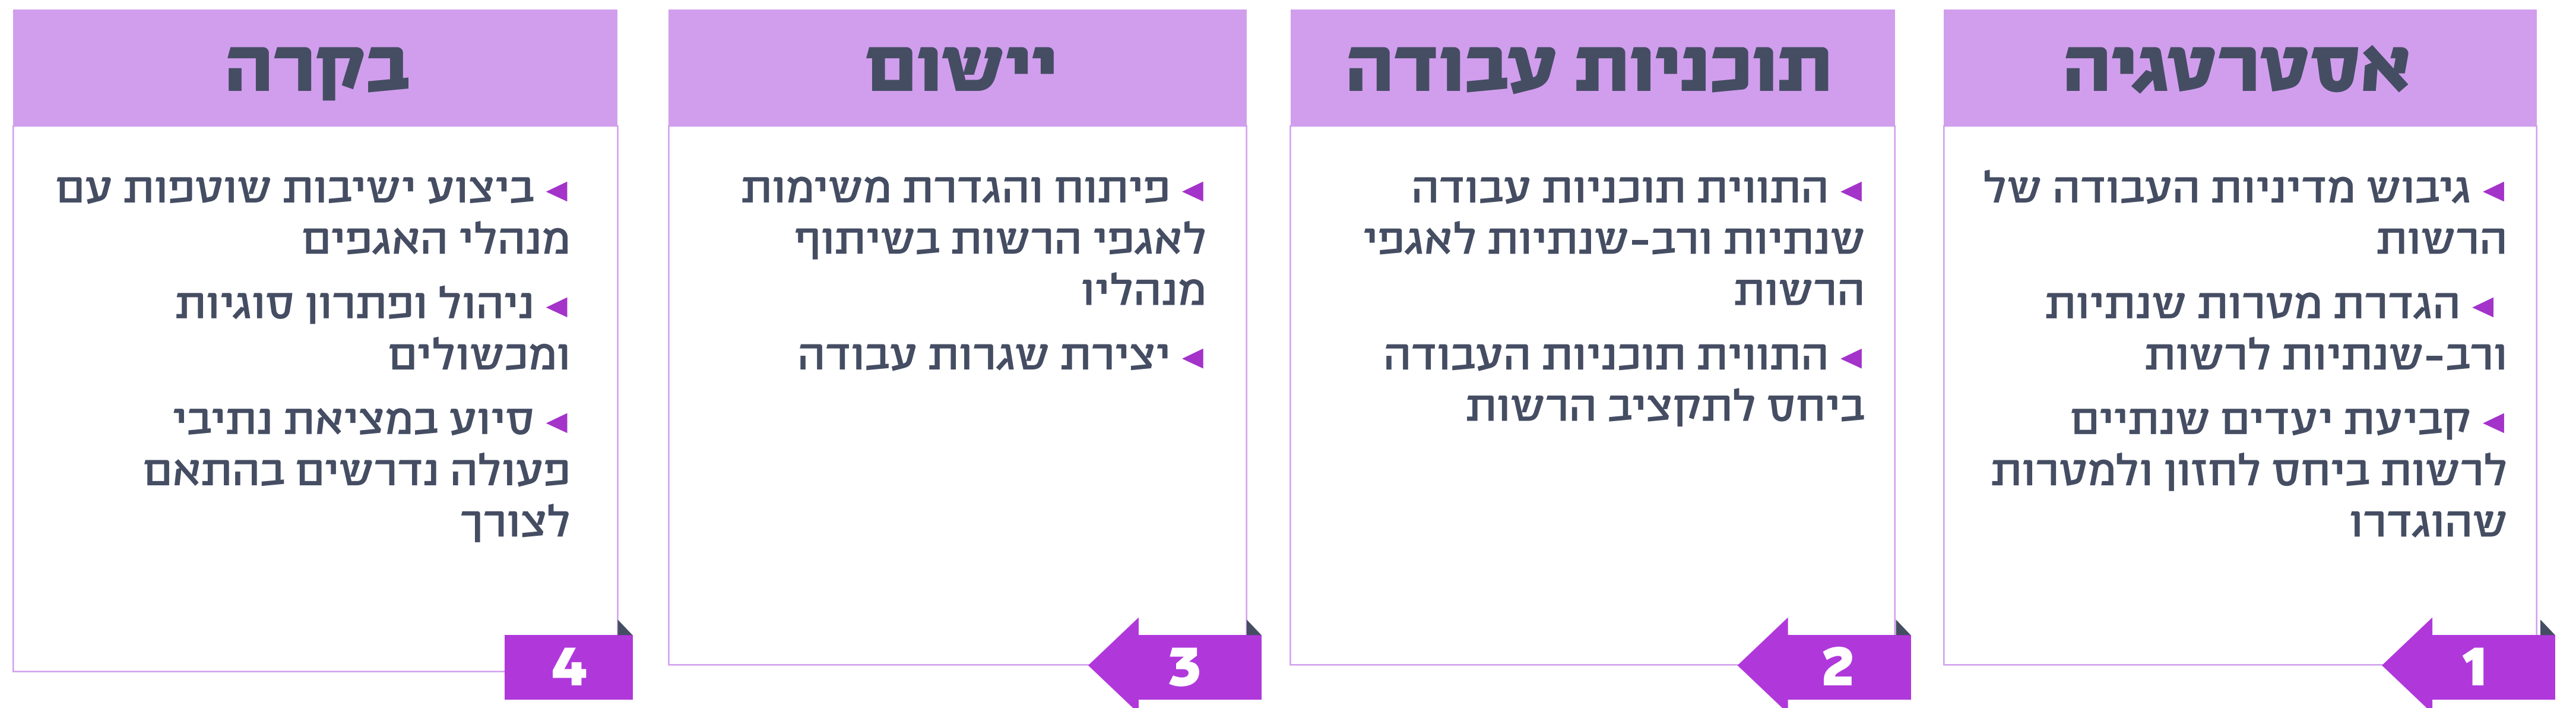 אסטרטגיה
◀ גיבוש מדיניות העבודה של
הרשות
◀ הגדרת מטרות שנתיות
ורב-שנתיות לרשות
◀ קביעת יעדים שנתיים
לרשות ביחס לחזון ולמטרות
שהוגדרו
1
תוכניות עבודה
◀ התווית תוכניות עבודה
שנתיות ורב-שנתיות לאגפי
הרשות
◀ התווית תוכניות העבודה
ביחס לתקציב הרשות
2
יישום
◀ פיתוח והגדרת משימות
לאגפי הרשות בשיתוף
מנהליו
◀ יצירת שגרות עבודה
3
בקרה
◀ ביצוע ישיבות שוטפות עם
מנהלי האגפים
◀ ניהול ופתרון סוגיות
ומכשולים
◀ סיוע במציאת נתיבי
פעולה נדרשים בהתאם
לצורך
4